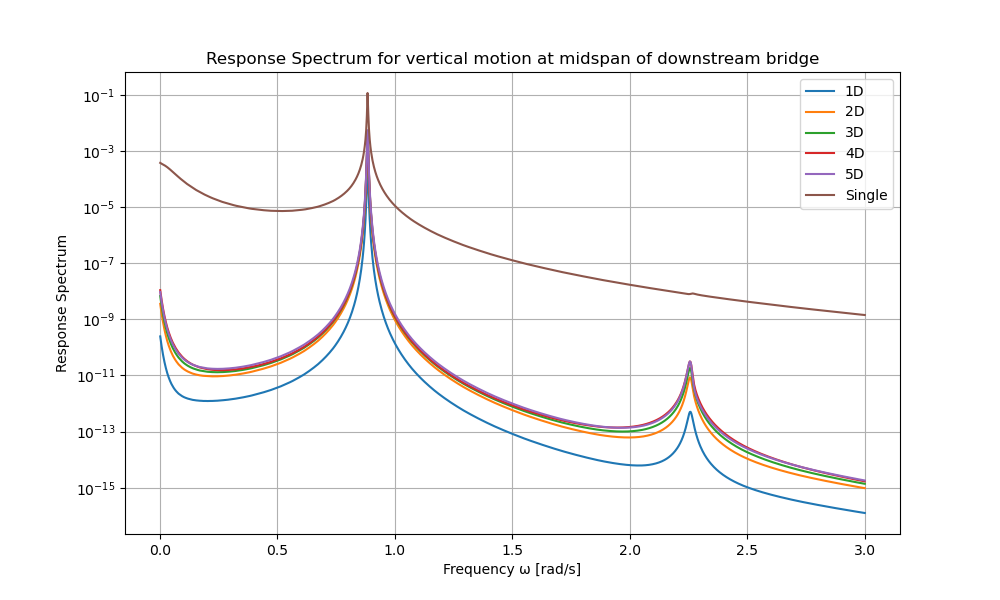 Response Spectrum for vertical motion at midspan of downstream bridge
1D
2D
3D
4D
5D
Single
Response Spectrum
10⁻¹
10⁻³
10⁻⁵
10⁻⁷
10⁻⁹
10⁻¹¹
10⁻¹³
10⁻¹⁵
0.0 0.5 1.0 1.5 2.0 2.5 3.0
Frequency ω [rad/s]